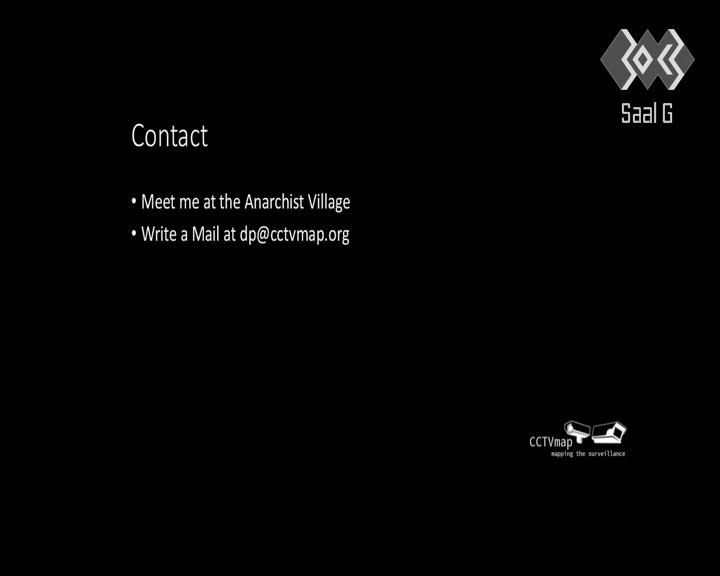 Saal G
Contact
• Meet me at the Anarchist Village
• Write a Mail at dp@cctvmap.org
CCTVmap
mapping the surveillance